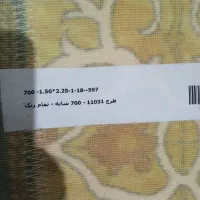 700 -1.50*2.25-1-18--597
طرح 11031 - 700 شانه - تمام رنگ